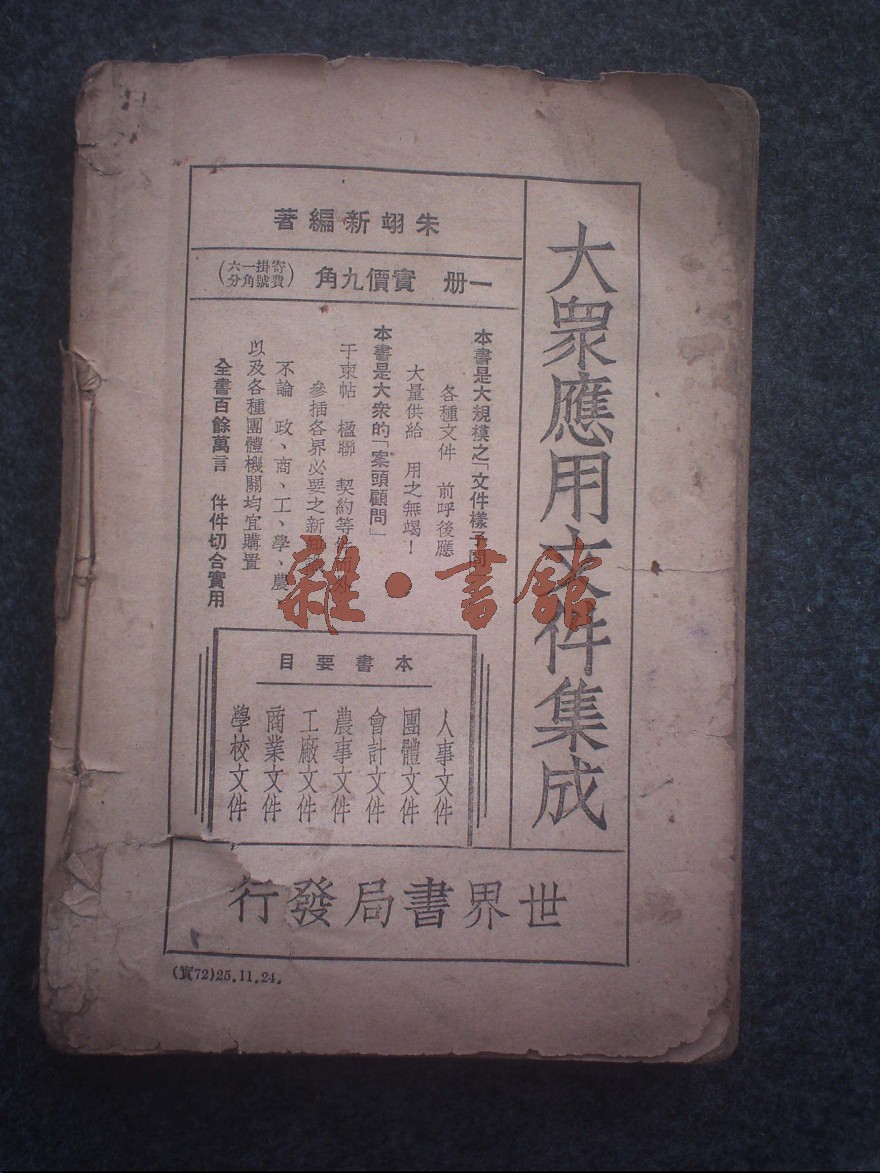 大眾應用文件集成
朱翊新編著
一册 實價九角（寄費掛號一角六分）
本書是大規模之「文件樣子
各種文件 前呼後應
大量供給 用之無竭！
本書是大衆的「案頭顧問」
于柬帖 楹聯 契約等
參插各界必要之新
不論 政、商、工、學、農
以及各種團體機關均宜購置
全書百餘萬言 件件切合實用
本書要目
人事文件
團體文件
會計文件
農事文件
工廠文件
商業文件
學校文件
世界書局發行
(實72)25.11.24.
雜·書館